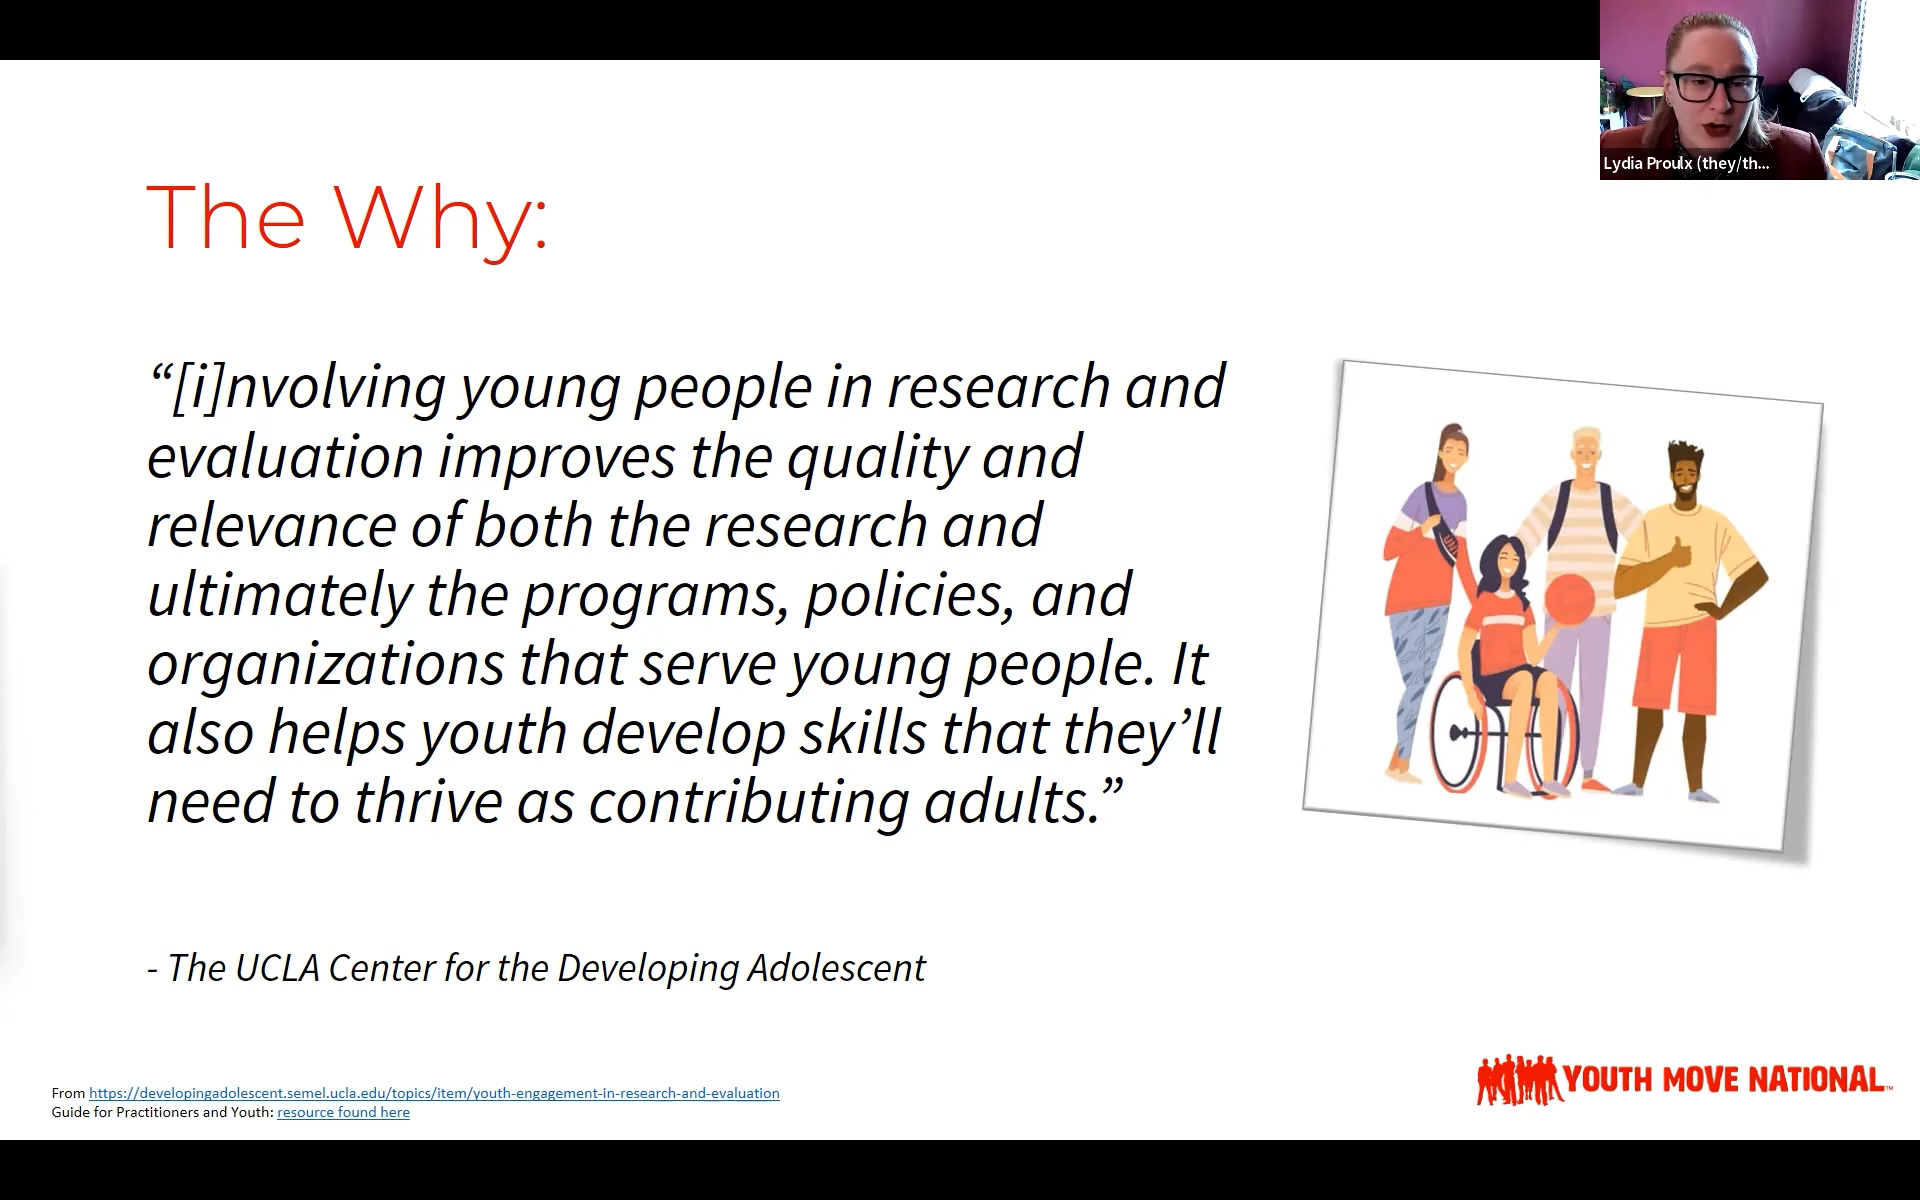 Lydia Proulx (they/th...
The Why:
“[i]nvolving young people in research and
evaluation improves the quality and
relevance of both the research and
ultimately the programs, policies, and
organizations that serve young people. It
also helps youth develop skills that they’ll
need to thrive as contributing adults.”
- The UCLA Center for the Developing Adolescent
From https://developingadolescent.semel.ucla.edu/topics/item/youth-engagement-in-research-and-evaluation
Guide for Practitioners and Youth: resource found here
YOUTH MOVE NATIONAL™